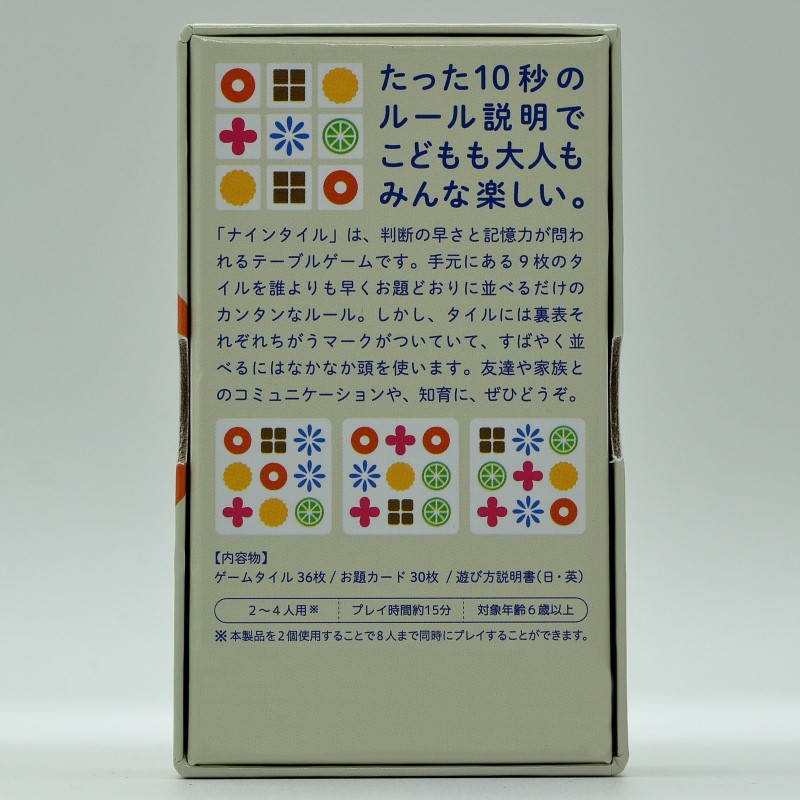 たった10秒の
ルール説明で
こどもも大人も
みんな楽しい。
「ナインタイル」は、判断の早さと記憶力が問わ
れるテーブルゲームです。手元にある9枚のタ
イルを誰よりも早くお題どおりに並べるだけの
カンタンなルール。しかし、タイルには裏表そ
れぞれちがうマークがついていて、すばやく並
べるにはなかなか頭を使います。友達や家族と
のコミュニケーションや、知育に、ぜひどうぞ。
【内容物】
ゲームタイル 36枚 / お題カード 30枚 / 遊び方説明書(日・英)
2〜4人用※ プレイ時間約15分 対象年齢6歳以上
※本製品を2個使用することで8人まで同時にプレイすることができます。